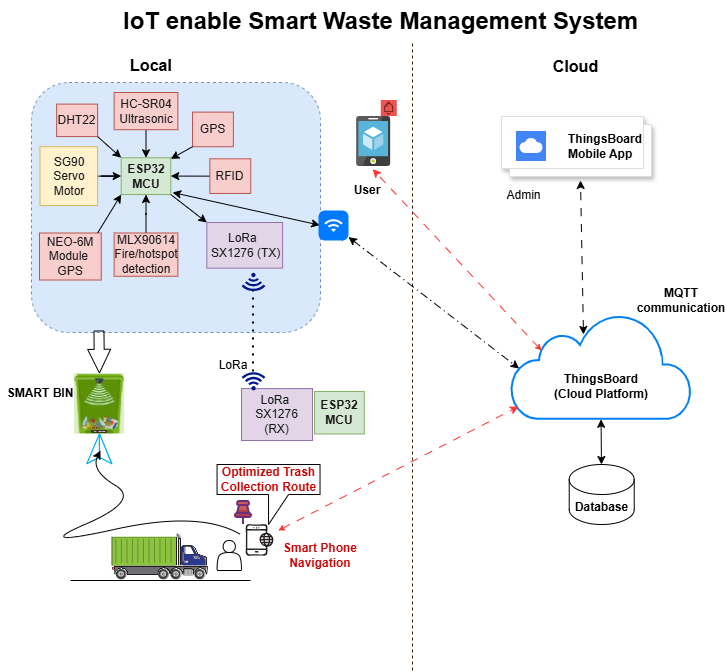 IoT enable Smart Waste Management System
Local
Cloud
HC-SR04
Ultrasonic
DHT22
GPS
SG90
Servo
Motor
ESP32
MCU
RFID
NEO-6M
Module
GPS
MLX90614
Fire/hotspot
detection
LoRa
SX1276 (TX)
User
ThingsBoard
Mobile App
Admin
MQTT
communication
ThingsBoard
(Cloud Platform)
Database
SMART BIN
LoRa
LoRa
SX1276
(RX)
ESP32
MCU
Optimized Trash
Collection Route
Smart Phone
Navigation